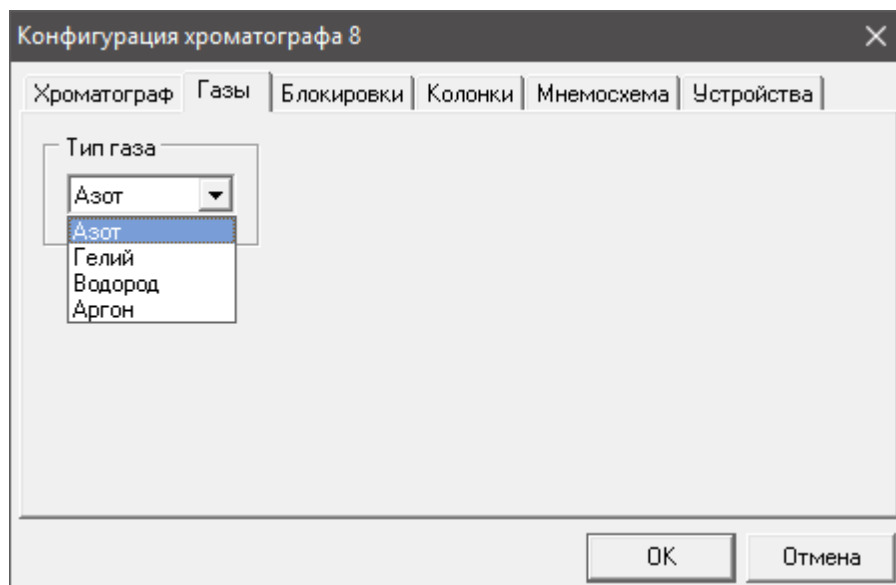 Конфигурация хроматографа 8
Хроматограф Газы Блокировки Колонки Мнемосхема Устройства
Тип газа
Азот
Азот
Гелий
Водород
Аргон
OK Отмена